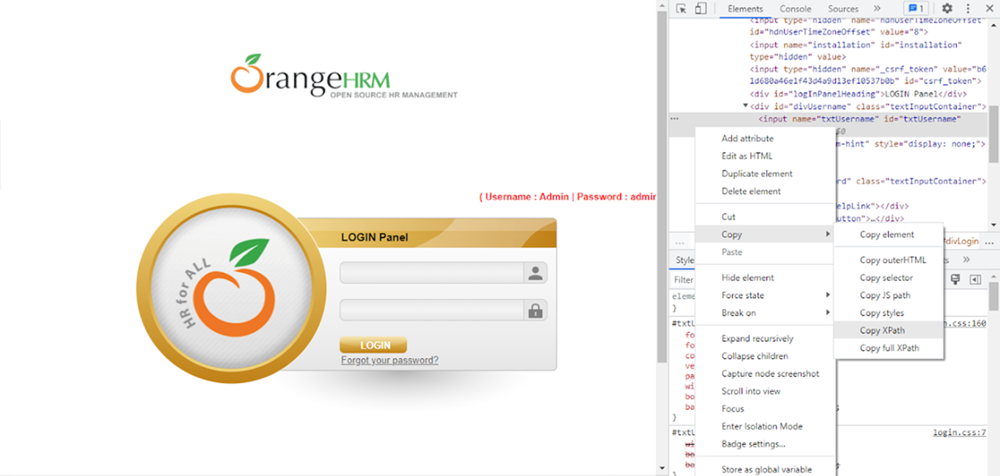 OrangeHRM
OPEN SOURCE HR MANAGEMENT
( Username : Admin | Password : admin
HR for ALL
LOGIN Panel
LOGIN
Forgot your password?
Elements Console Sources » 1
<input type="hidden" name="hdnUserTimeZoneOffset"
id="hdnUserTimeZoneOffset" value="8">
<input name="installation" id="installation"
type="hidden" value>
<input type="hidden" name="_csrf_token" value="b6
1d680a46e1f43d4a9d13ef10537b0b" id="csrf_token">
<div id="logInPanelHeading">LOGIN Panel</div>
<div id="divUsername" class="textInputContainer">
<input name="txtUsername" id="txtUsername"
$0
m-hint" style="display: none;">
rd" class="textInputContainer">
elpLink"></div>
utton">…</div>
... #divLogin ...
Style s »
Filter
eleme
}
#txtU n.css:160
fo
fo
co
ve
pa
wi
bo
ba ;
}
#txtU login.css:7
wi
bo
ba
}
Add attribute
Edit as HTML
Duplicate element
Delete element
Cut
Copy
Paste
Hide element
Force state
Break on
Expand recursively
Collapse children
Capture node screenshot
Scroll into view
Focus
Enter Isolation Mode
Badge settings...
Store as global variable
Copy element
Copy outerHTML
Copy selector
Copy JS path
Copy styles
Copy XPath
Copy full XPath